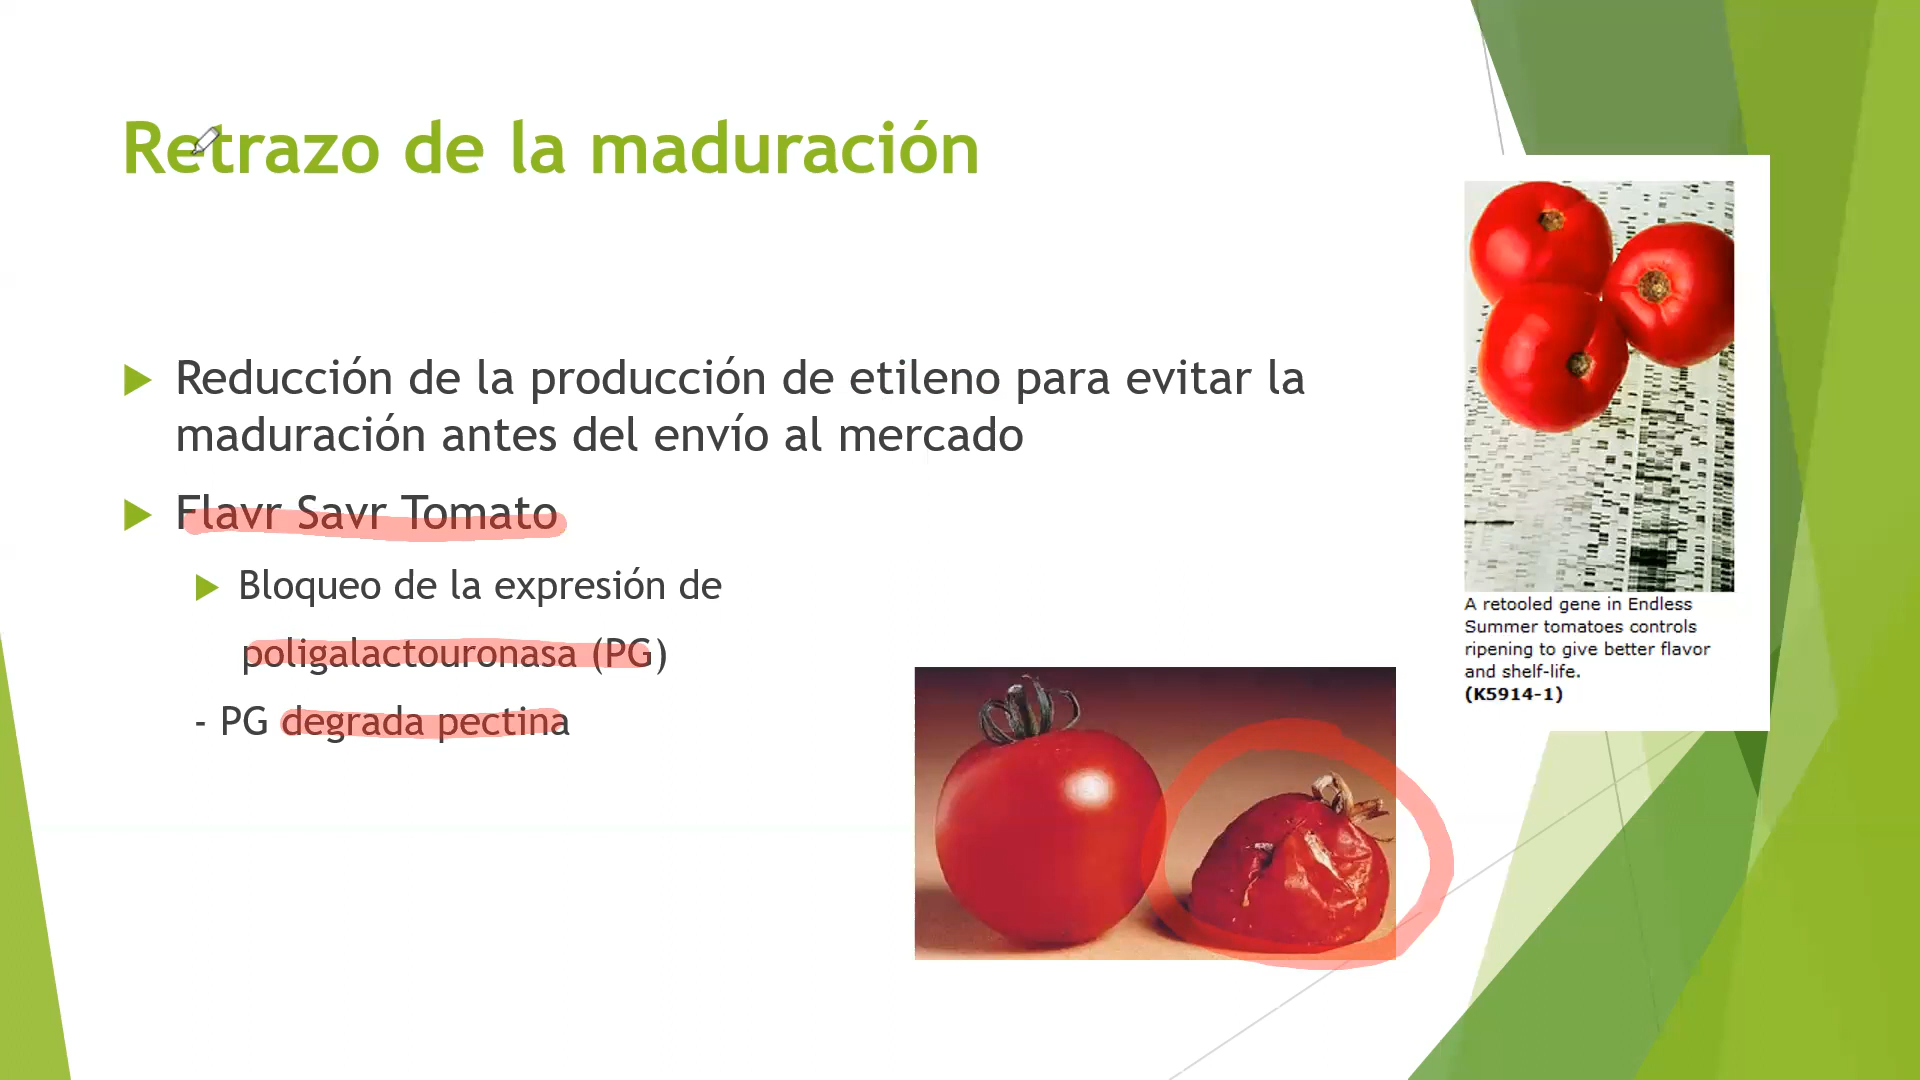 Retrazo de la maduración
Reducción de la producción de etileno para evitar la
maduración antes del envío al mercado
Flavr Savr Tomato
Bloqueo de la expresión de
poligalactouronasa (PG)
- PG degrada pectina
A retooled gene in Endless
Summer tomatoes controls
ripening to give better flavor
and shelf-life.
(K5914-1)